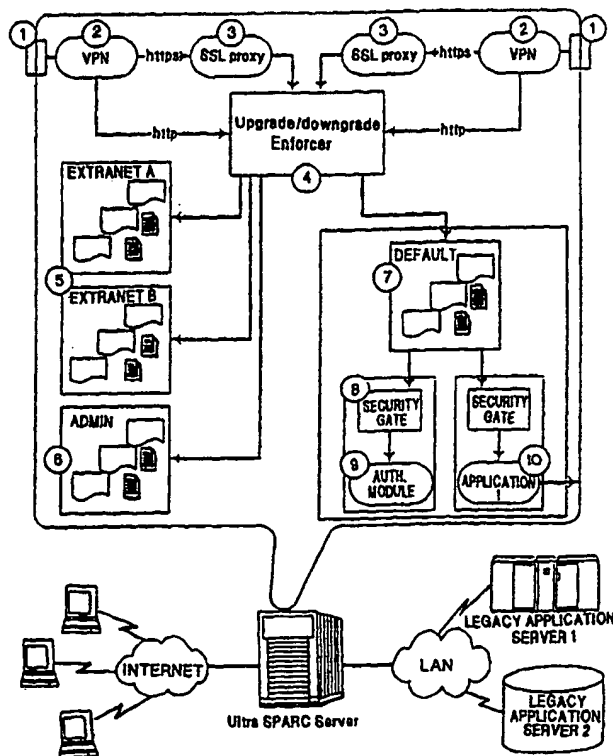 1
2
VPN
https
3
SSL proxy
3
SSL proxy
https
2
VPN
1
http
Upgrade/downgrade
Enforcer
http
4
EXTRANET A
5
EXTRANET B
ADMIN
6
DEFAULT
7
8
SECURITY
GATE
SECURITY
GATE
9
AUTH.
MODULE
10
APPLICATION
1
INTERNET
Ultra SPARC Server
LAN
LEGACY APPLICATION
SERVER 1
LEGACY
APPLICATION
SERVER 2